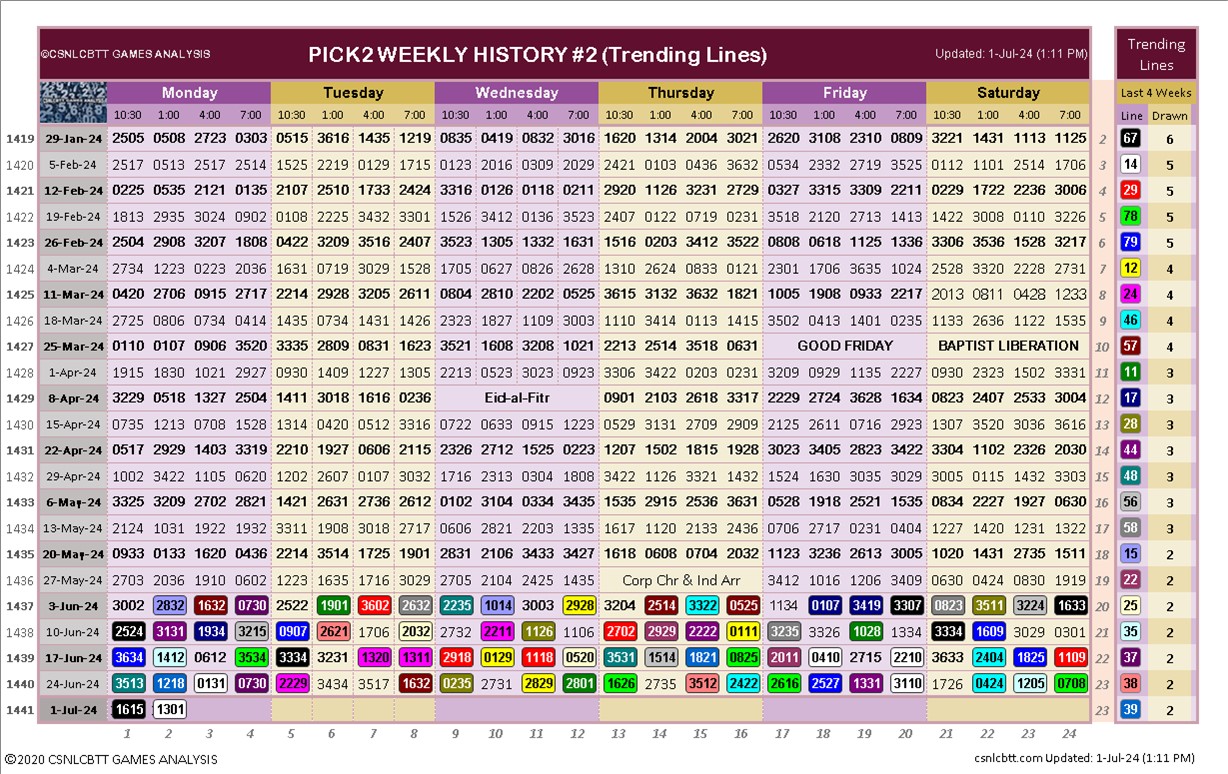 ©CSNLCBTT GAMES ANALYSIS PICK2 WEEKLY HISTORY #2 (Trending Lines) Updated: 1-Jul-24 (1:11 PM) Trending Lines
Monday Tuesday Wednesday Thursday Friday Saturday Last 4 Weeks
10:30 1:00 4:00 7:00 10:30 1:00 4:00 7:00 10:30 1:00 4:00 7:00 10:30 1:00 4:00 7:00 10:30 1:00 4:00 7:00 10:30 1:00 4:00 7:00 Line Drawn
1419 29-Jan-24 2505 0508 2723 0303 0515 3616 1435 1219 0835 0419 0832 3016 1620 1314 2004 3021 2620 3108 2310 0809 3221 1431 1113 1125 2 67 6
1420 5-Feb-24 2517 0513 2517 2514 1525 2219 0129 1715 0123 2016 0309 2029 2421 0103 0436 3632 0534 2332 2719 3525 0112 1101 2514 1706 3 14 5
1421 12-Feb-24 0225 0535 2121 0135 2107 2510 1733 2424 3316 0126 0118 0211 2920 1126 3231 2729 0327 3315 3309 2211 0229 1722 2236 3006 4 29 5
1422 19-Feb-24 1813 2935 3024 0902 0108 2225 3432 3301 1526 3412 0136 3523 2407 0122 0719 0231 3518 2120 2713 1413 1422 3008 0110 3226 5 78 5
1423 26-Feb-24 2504 2908 3207 1808 0422 3209 3516 2407 3523 1305 1332 1631 1516 0203 3412 3522 0808 0618 1125 1336 3306 3536 1528 3217 6 79 5
1424 4-Mar-24 2734 1223 0223 2036 1631 0719 3029 1529 1705 0627 0826 2628 1310 2624 0833 0121 2301 1706 3635 1024 2528 3320 2228 2731 7 12 4
1425 11-Mar-24 0420 2706 0915 2717 2214 2928 3205 2617 0804 2810 2202 0525 3615 3132 3632 1821 1005 1908 0933 2217 2013 0811 0428 1233 8 24 4
1426 18-Mar-24 2725 0806 0734 0414 1435 0734 1431 1426 2323 1827 1109 3003 1110 3414 0113 1415 3502 0413 1401 0235 1133 2636 1122 1535 9 46 4
1427 25-Mar-24 0110 0107 0906 3520 3335 2809 0831 1623 3521 1608 3208 1021 2213 2514 3518 0631 GOOD FRIDAY BAPTIST LIBERATION 10 57 4
1428 1-Apr-24 1915 1830 1021 2927 0930 1409 1227 1305 2213 0523 3023 0923 3306 3422 0203 0231 3209 0929 1135 2227 0930 2323 1502 3331 11 11 3
1429 8-Apr-24 3229 0518 1327 2504 1411 3018 1616 0236 Eid-al-Fitr 0901 2103 2618 3317 2229 2724 3628 1634 0823 2407 2533 3004 12 17 3
1430 15-Apr-24 0735 1213 0708 1528 1314 0420 0512 3319 0722 0633 0915 1223 0529 3131 2709 2909 2125 2611 0716 2923 1307 3520 3036 3616 13 28 3
1431 22-Apr-24 0517 2929 1403 3319 2210 1927 0606 2113 2326 2713 1525 0223 1207 1502 1815 1928 3023 3405 2823 3422 3304 1102 2326 2030 14 44 3
1432 29-Apr-24 1002 3422 1105 0620 1202 2607 0107 3032 1716 2313 0304 1808 3422 1126 3321 1432 1524 1630 3035 3029 3005 0115 1432 3303 15 48 3
1433 6-May-24 3325 3209 2702 2821 1421 2631 2736 2612 0102 3104 0334 3435 1535 2915 2536 3631 0528 1918 2521 1535 0834 2227 1927 0630 16 56 3
1434 13-May-24 2124 1031 1922 1932 3311 1908 3018 2717 0606 2821 2203 1335 1617 1120 2133 2436 0706 2717 0231 0404 1227 1420 1231 1322 17 58 3
1435 20-May-24 0933 0133 1620 0436 2214 3514 1725 1901 2831 2106 3433 3427 1618 0608 0704 2032 1123 3236 2613 3005 1020 1431 2735 1511 18 15 2
1436 27-May-24 2703 2036 1910 0602 1223 1635 1716 3029 2705 2104 2425 1435 Corp Chr & Ind Arr 3412 1016 1206 3409 0630 0424 0830 1919 19 22 2
1437 3-Jun-24 3002 2832 1632 0730 2522 1901 3602 2632 2235 1014 3003 2928 3204 2514 3322 0525 1134 0107 3419 3307 0823 3511 3224 1633 20 25 2
1438 10-Jun-24 2524 3131 1934 3215 0907 2621 1706 2032 2732 2211 1126 1106 2702 2929 2222 0111 3235 3326 1028 1334 3334 1609 3029 0301 21 35 2
1439 17-Jun-24 3634 1412 0612 3534 3334 3231 1320 1311 2918 0129 1118 0520 3531 1514 1821 0825 2011 0410 2715 2210 3633 2404 1825 1109 22 37 2
1440 24-Jun-24 3513 1218 0131 0730 2229 3434 3517 1632 0235 2731 2829 2801 1626 2735 3512 2422 2616 2527 1331 3110 1726 0424 1205 0708 23 38 2
1441 1-Jul-24 1615 1301 23 39 2
1 2 3 4 5 6 7 8 9 10 11 12 13 14 15 16 17 18 19 20 21 22 23 24
©2020 CSNLCBTT GAMES ANALYSIS csnlcbtt.com Updated: 1-Jul-24 (1:11 PM)